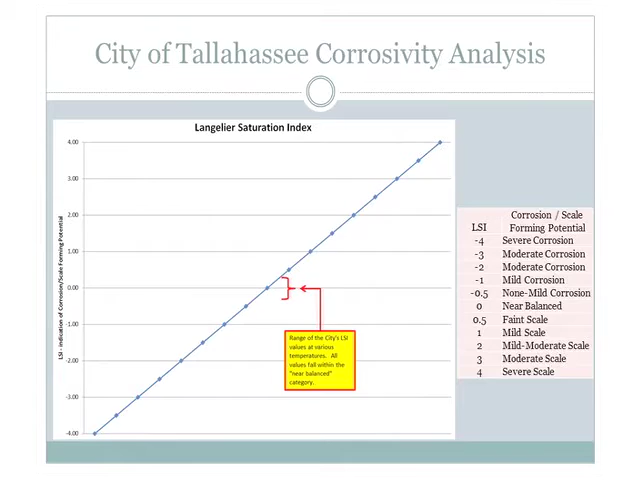 City of Tallahassee Corrosivity Analysis
Langelier Saturation Index
LSI - Indication of Corrosion/Scale Forming Potential
4.00
3.00
2.00
1.00
0.00
-1.00
-2.00
-3.00
-4.00
Range of the City's LSI
values at various
temperatures. All
values fall within the
"near balanced"
category.
Corrosion / Scale
LSI Forming Potential
-4 Severe Corrosion
-3 Moderate Corrosion
-2 Moderate Corrosion
-1 Mild Corrosion
-0.5 None-Mild Corrosion
0 Near Balanced
0.5 Faint Scale
1 Mild Scale
2 Mild-Moderate Scale
3 Moderate Scale
4 Severe Scale